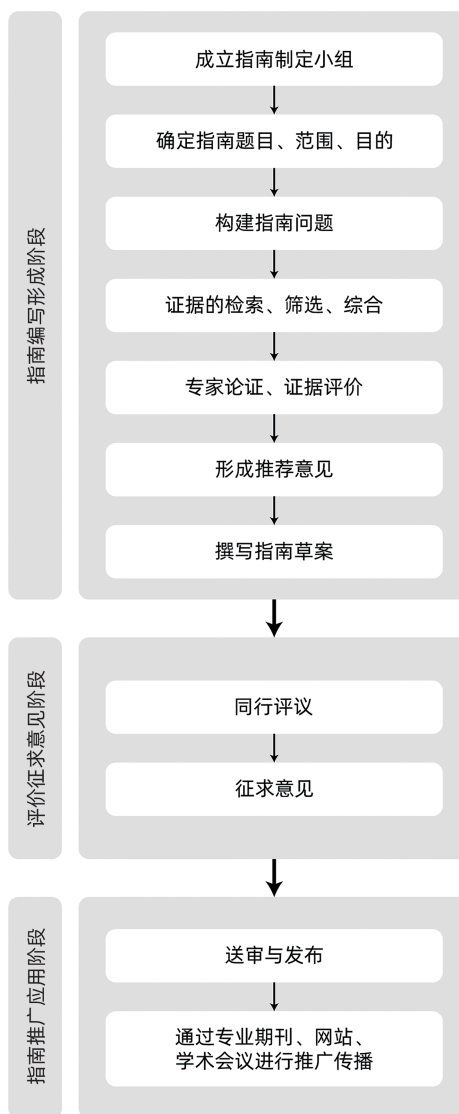 指南编写形成阶段
成立指南制定小组
确定指南题目、范围、目的
构建指南问题
证据的检索、筛选、综合
专家论证、证据评价
形成推荐意见
撰写指南草案
评价征求意见阶段
同行评议
征求意见
指南推广应用阶段
送审与发布
通过专业期刊、网站、
学术会议进行推广传播